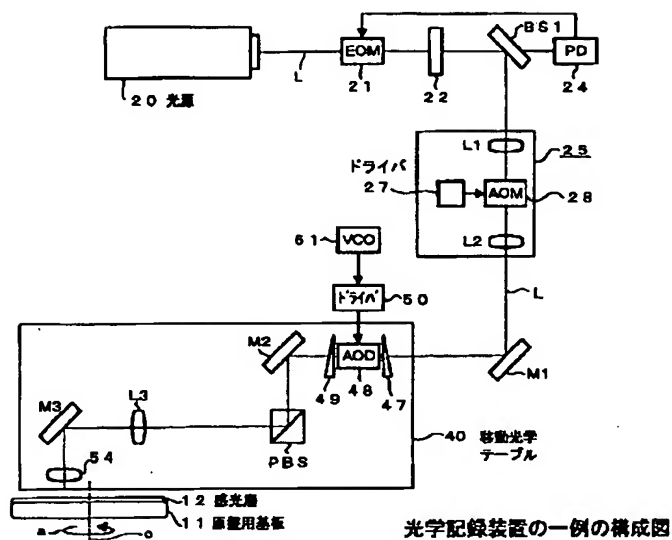 BS1
EOM
PD
L
21
22
24
20 光源
L1
25
ドライバ
27
AOM
28
61
VCO
L2
ドライバ
50
L
M2
AOD
M1
49
48
47
M3
L3
PBS
40 移動光学
テーブル
54
12 感光層
11 原盤用基板
a
o
光学記録装置の一例の構成図